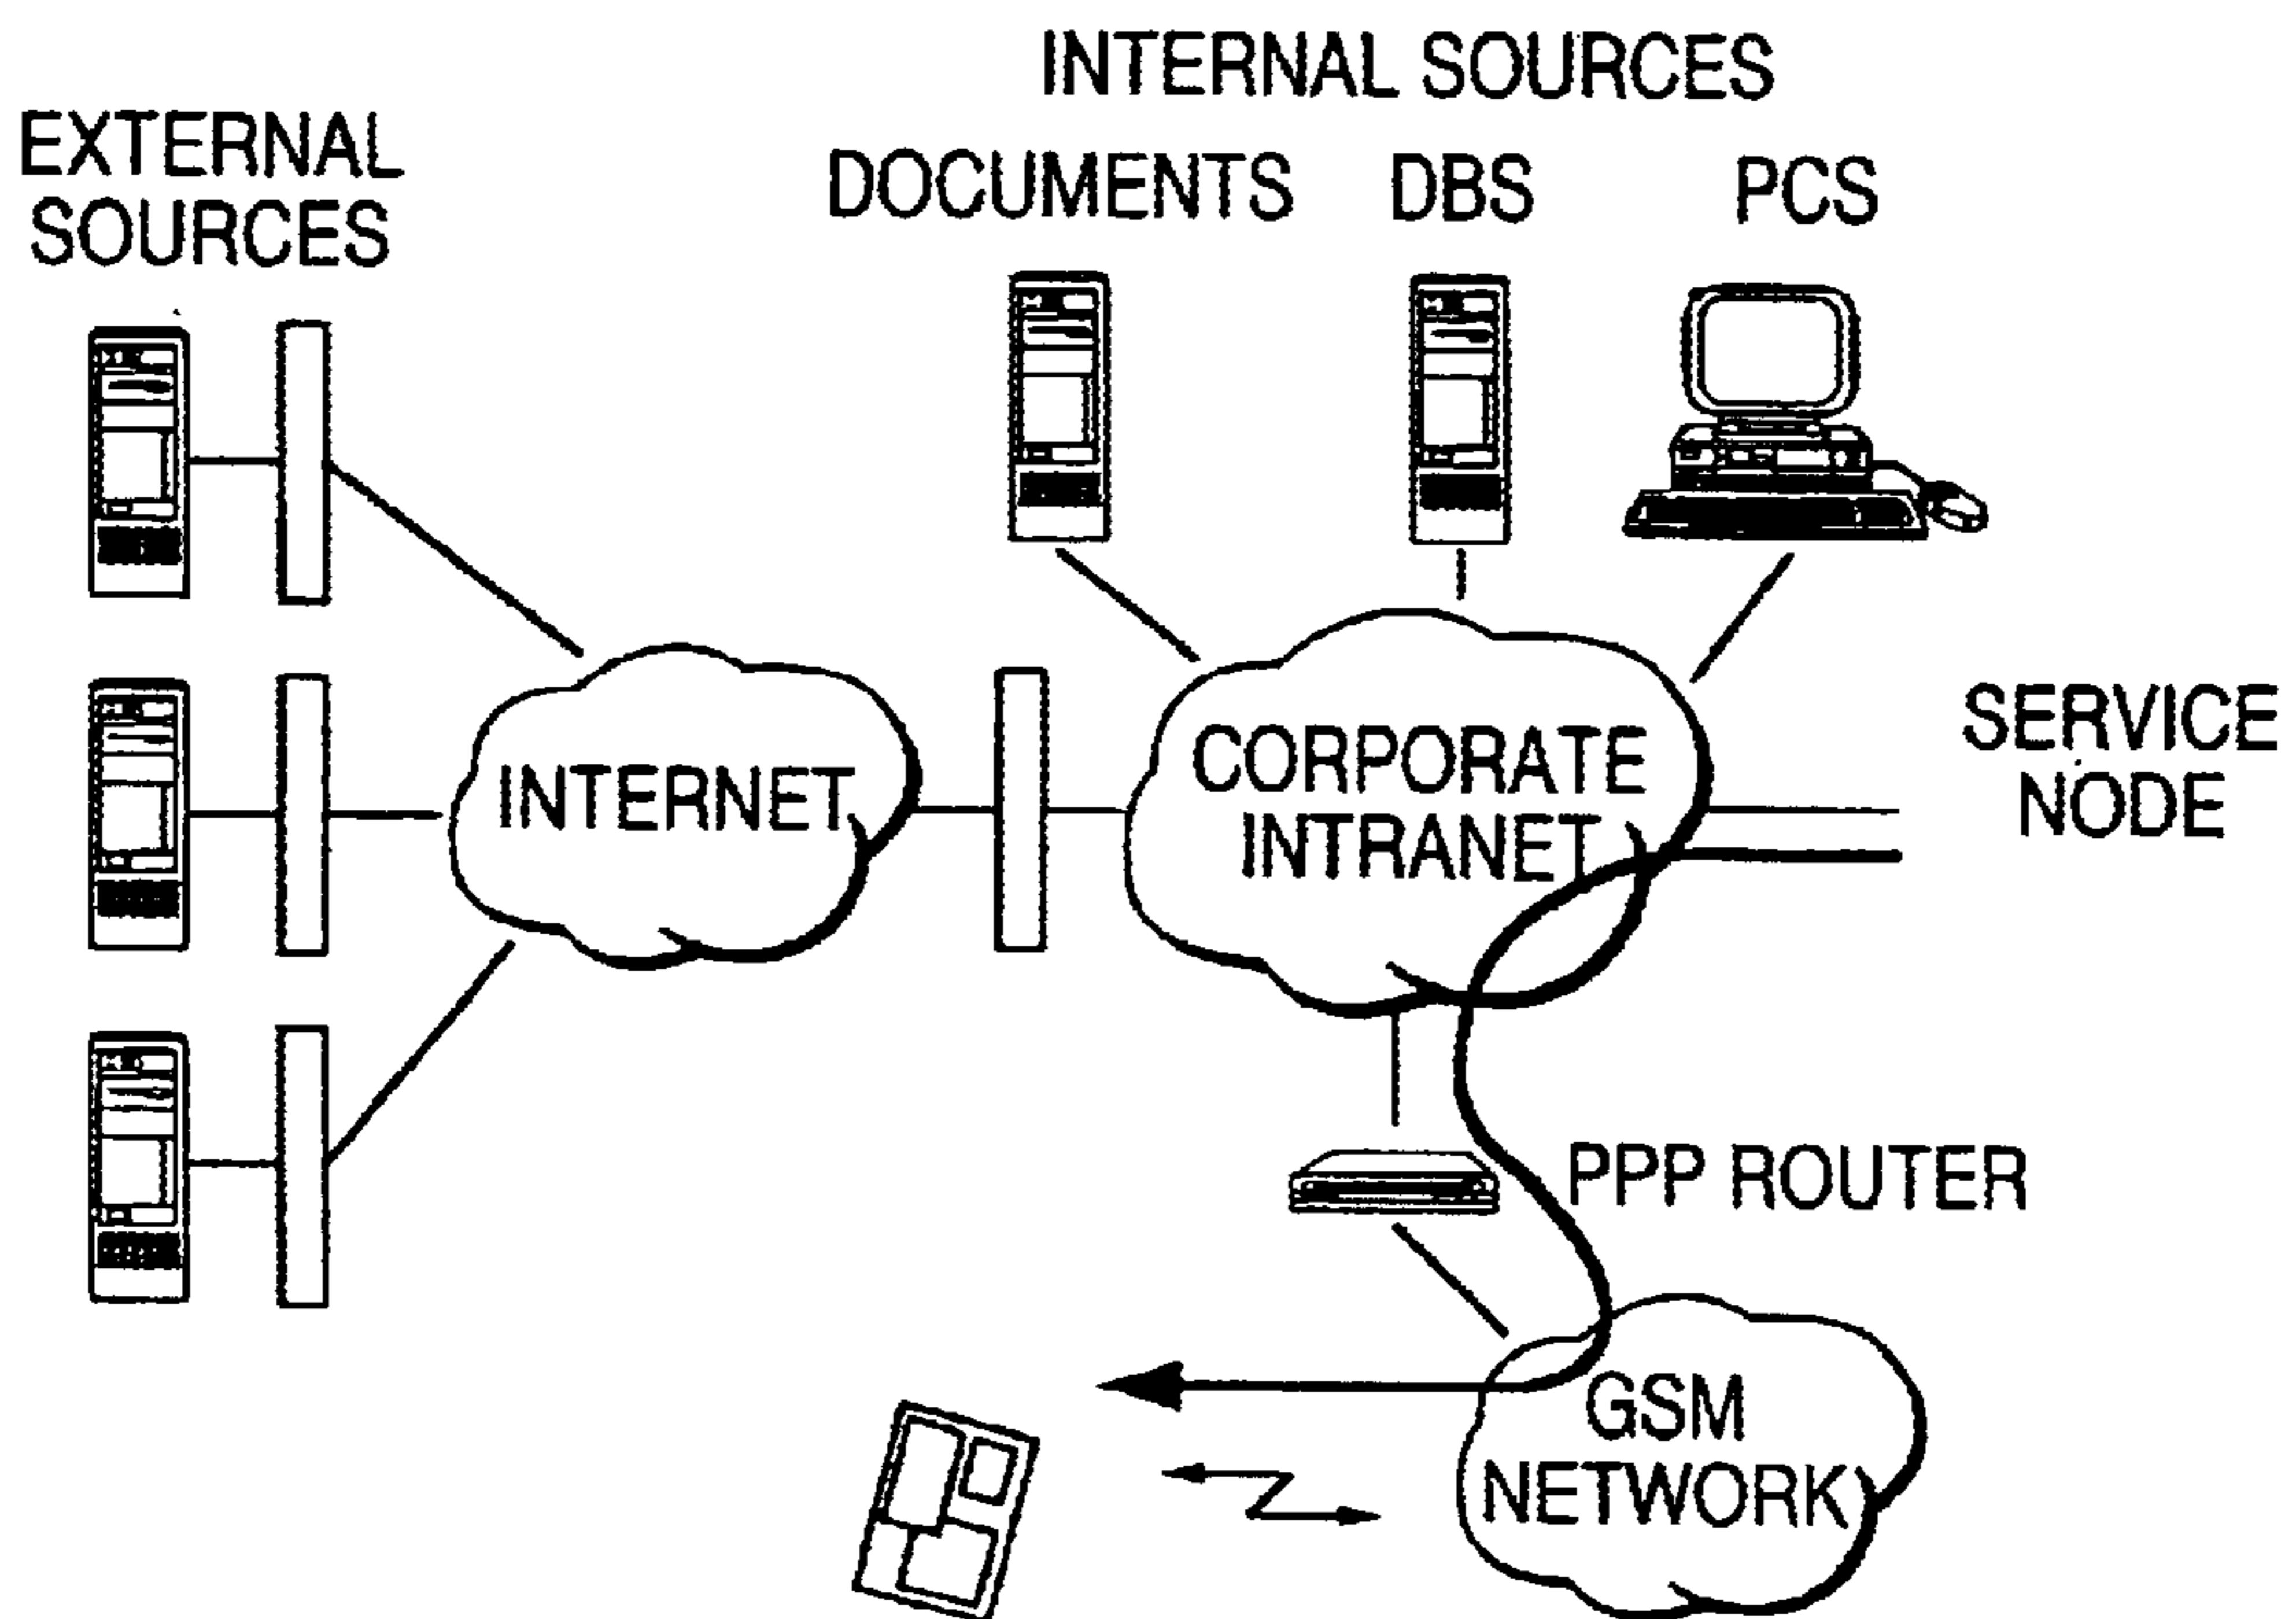 INTERNAL SOURCES
EXTERNAL
SOURCES
DOCUMENTS
DBS
PCS
INTERNET
CORPORATE
INTRANET
SERVICE
NODE
PPP ROUTER
GSM
NETWORK